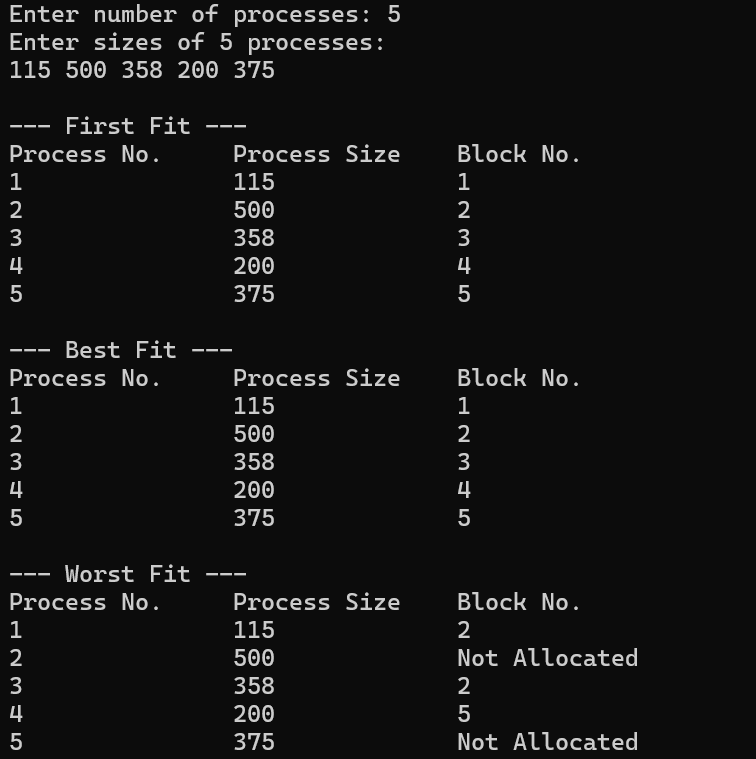 Enter number of processes: 5
Enter sizes of 5 processes:
115 500 358 200 375
--- First Fit ---
Process No. Process Size Block No.
1 115 1
2 500 2
3 358 3
4 200 4
5 375 5
--- Best Fit ---
Process No. Process Size Block No.
1 115 1
2 500 2
3 358 3
4 200 4
5 375 5
--- Worst Fit ---
Process No. Process Size Block No.
1 115 2
2 500 Not Allocated
3 358 2
4 200 5
5 375 Not Allocated